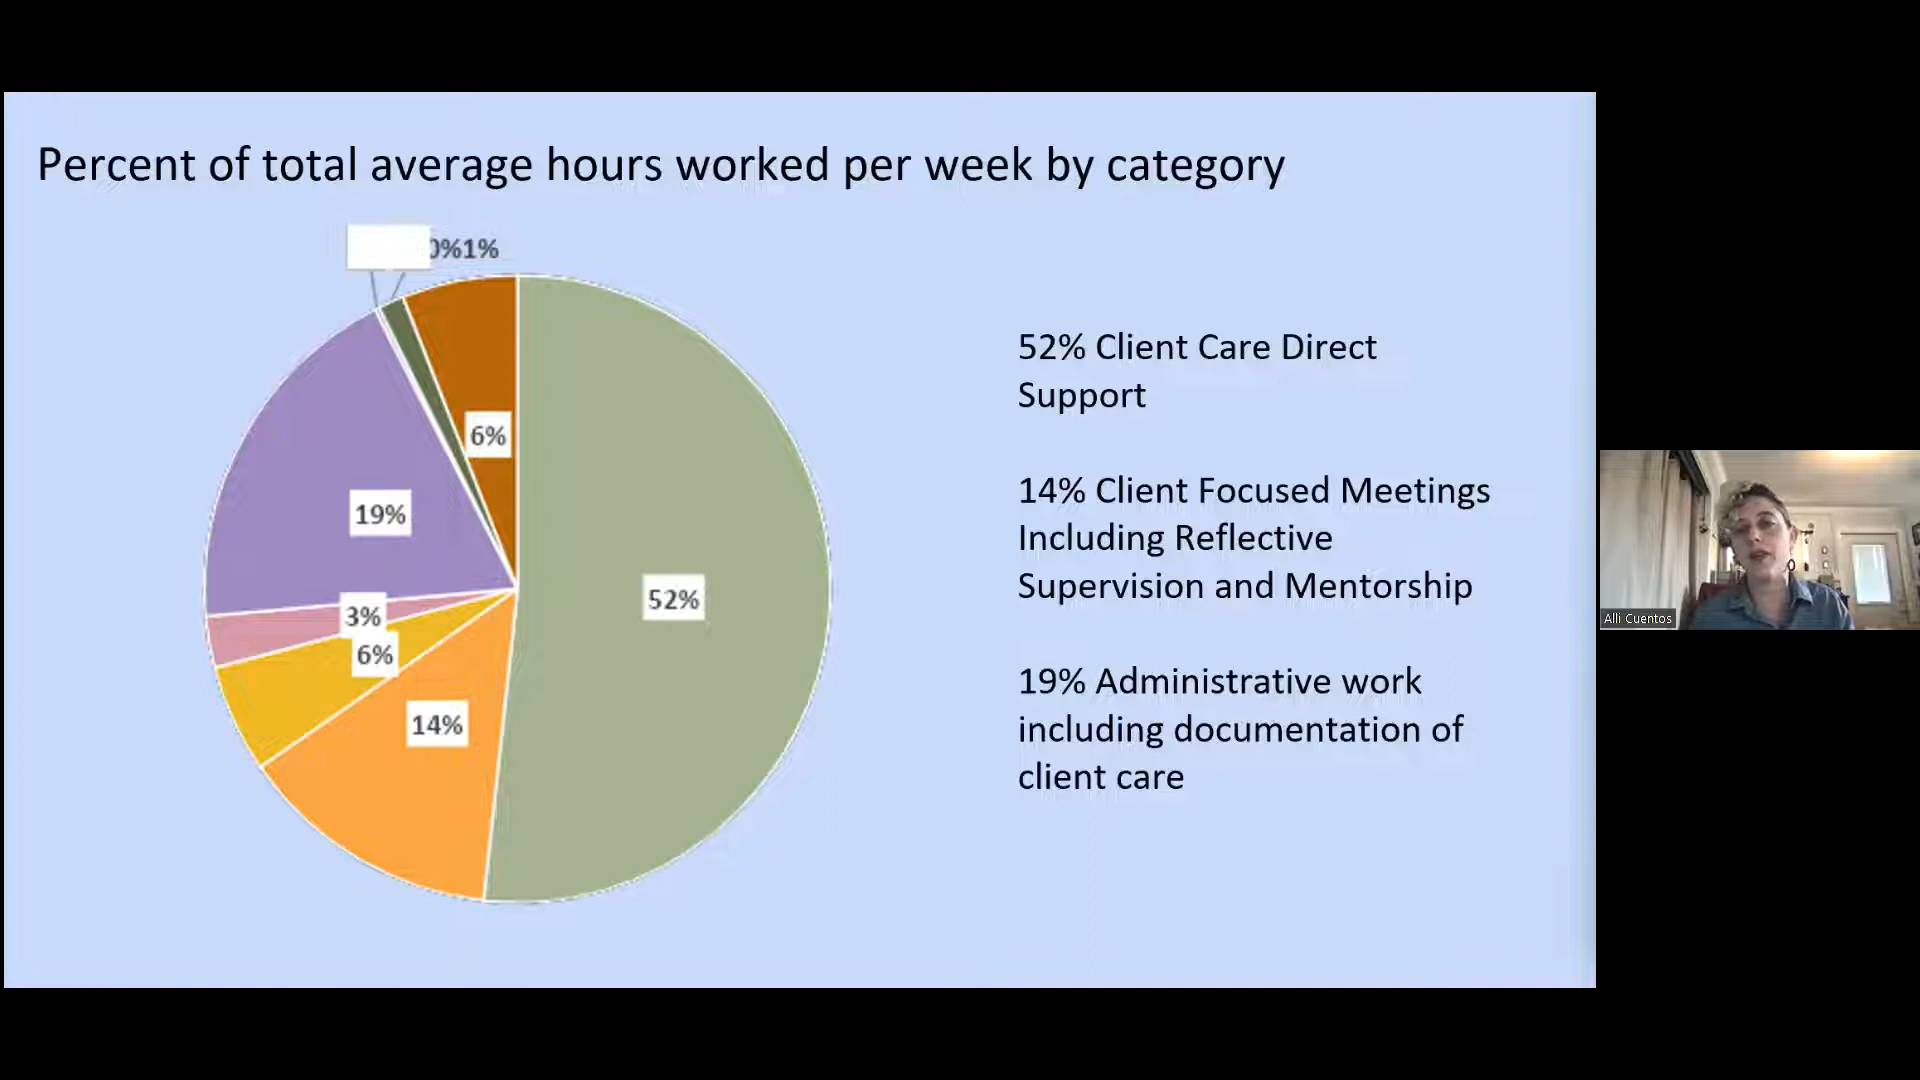 Percent of total average hours worked per week by category
0%1%
6%
19%
3%
6%
14%
52%
52% Client Care Direct
Support
14% Client Focused Meetings
Including Reflective
Supervision and Mentorship
19% Administrative work
including documentation of
client care
Alli Cuentos